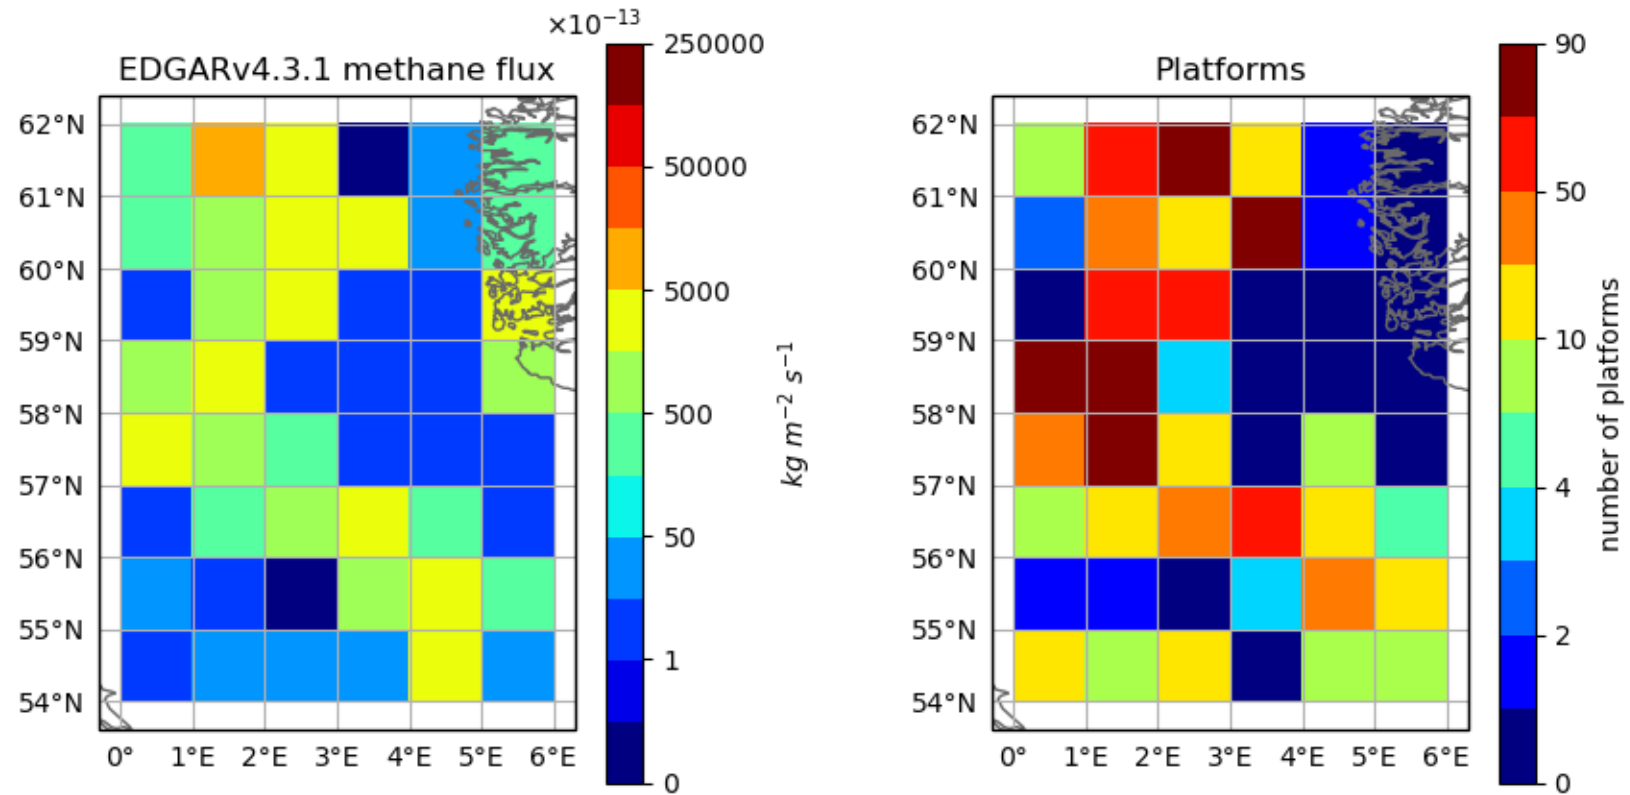 ×10⁻¹³
EDGARv4.3.1 methane flux
62°N
61°N
60°N
59°N
58°N
57°N
56°N
55°N
54°N
0° 1°E 2°E 3°E 4°E 5°E 6°E
250000
50000
5000
500
50
1
0
kg m⁻² s⁻¹
Platforms
62°N
61°N
60°N
59°N
58°N
57°N
56°N
55°N
54°N
0° 1°E 2°E 3°E 4°E 5°E 6°E
90
50
10
4
2
0
number of platforms